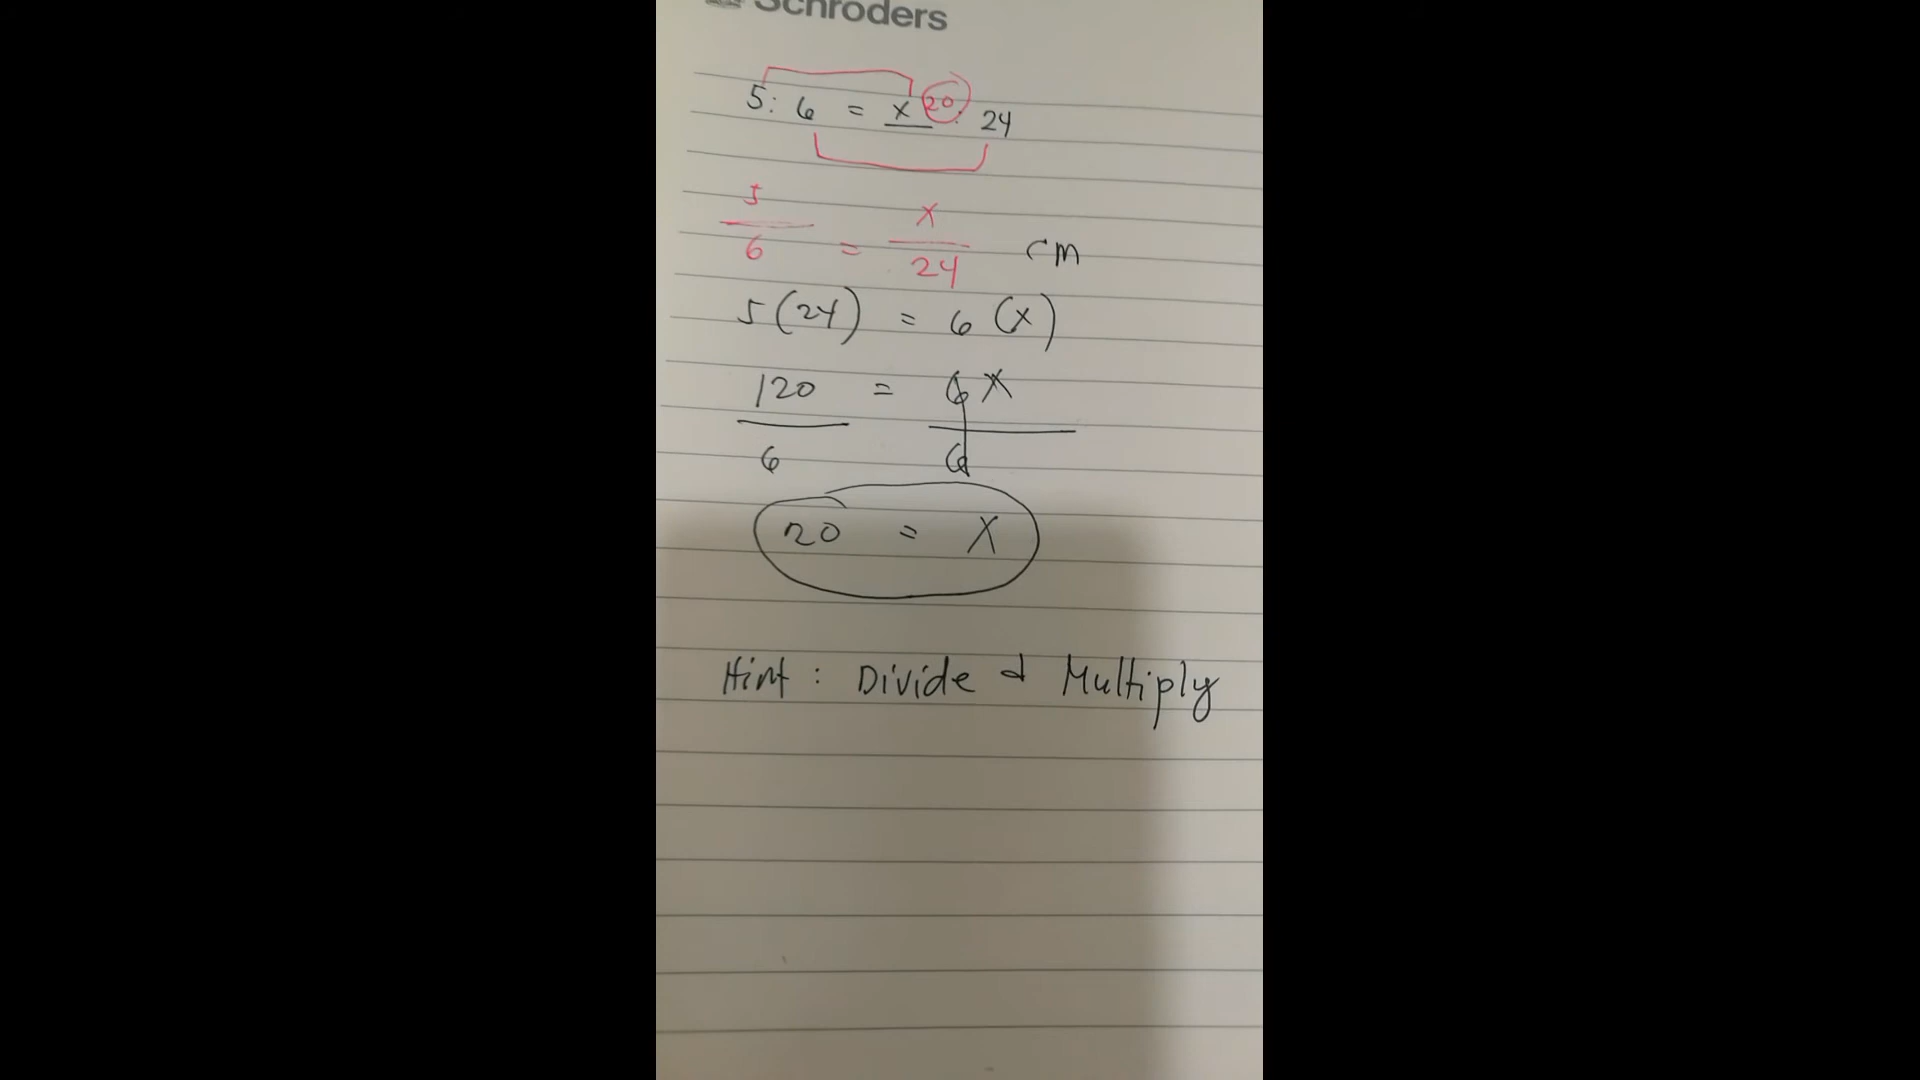 Schroders
5 : 6 = x 20 : 24
5/6 = x/24 cm
5(24) = 6(x)
120/6 = 6x/6
20 = x
Hint : Divide & Multiply